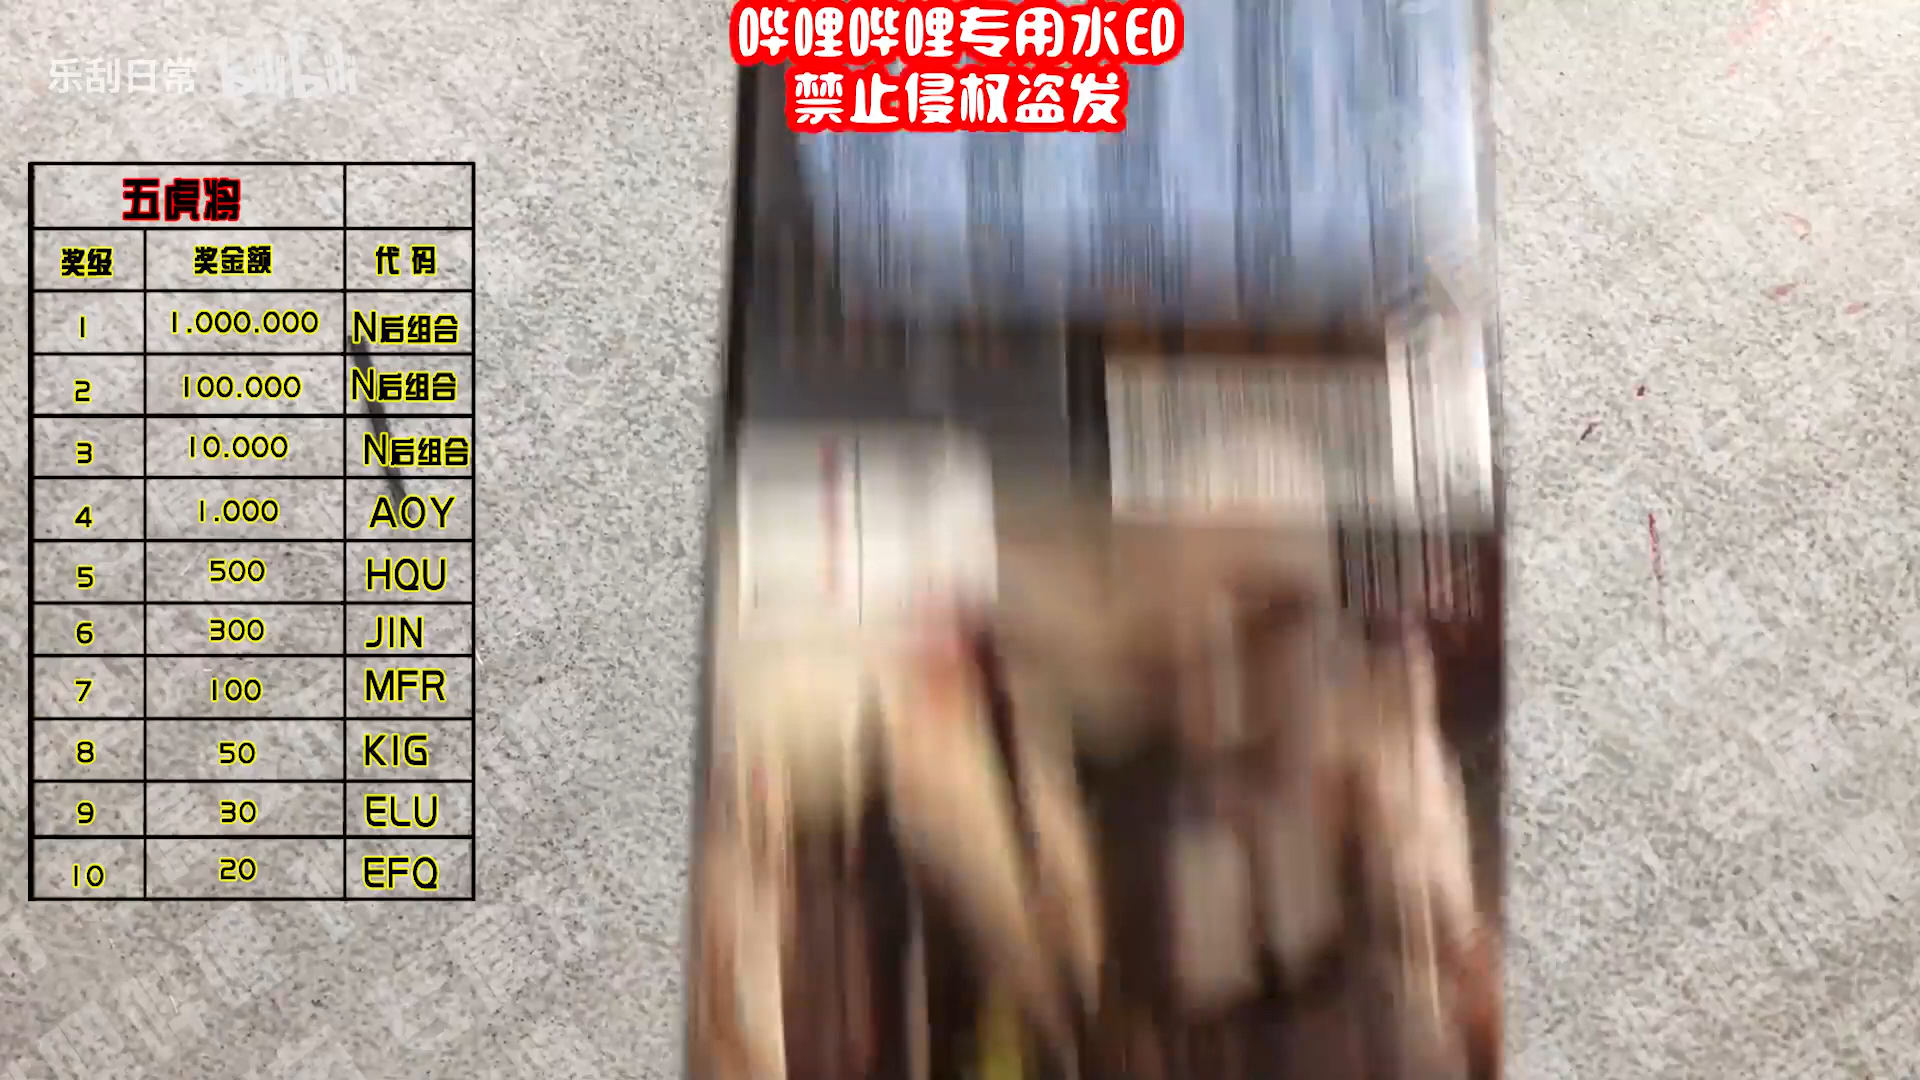 哔哩哔哩专用水印
禁止侵权盗发
乐刮日常 bilibili
五虎将
奖级 奖金额 代码
1 1.000.000 N后组合
2 100.000 N后组合
3 10.000 N后组合
4 1.000 AOY
5 500 HQU
6 300 JIN
7 100 MFR
8 50 KIG
9 30 ELU
10 20 EFQ